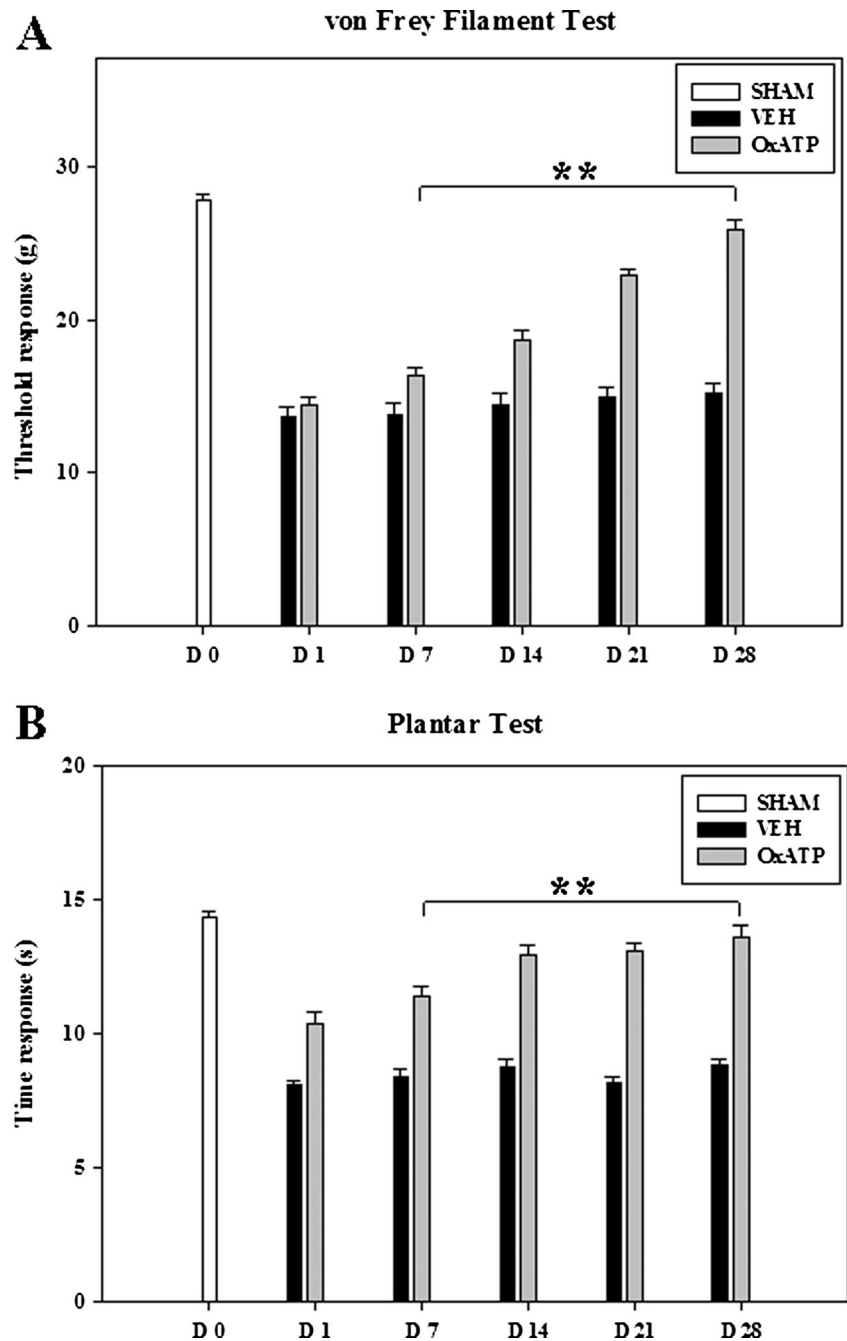 A
von Frey Filament Test
SHAM
VEH
OxATP
30
**
20
10
0
Threshold response (g)
D 0 D 1 D 7 D 14 D 21 D 28
B
Plantar Test
20
SHAM
VEH
OxATP
15
**
10
5
0
Time response (s)
D 0 D 1 D 7 D 14 D 21 D 28